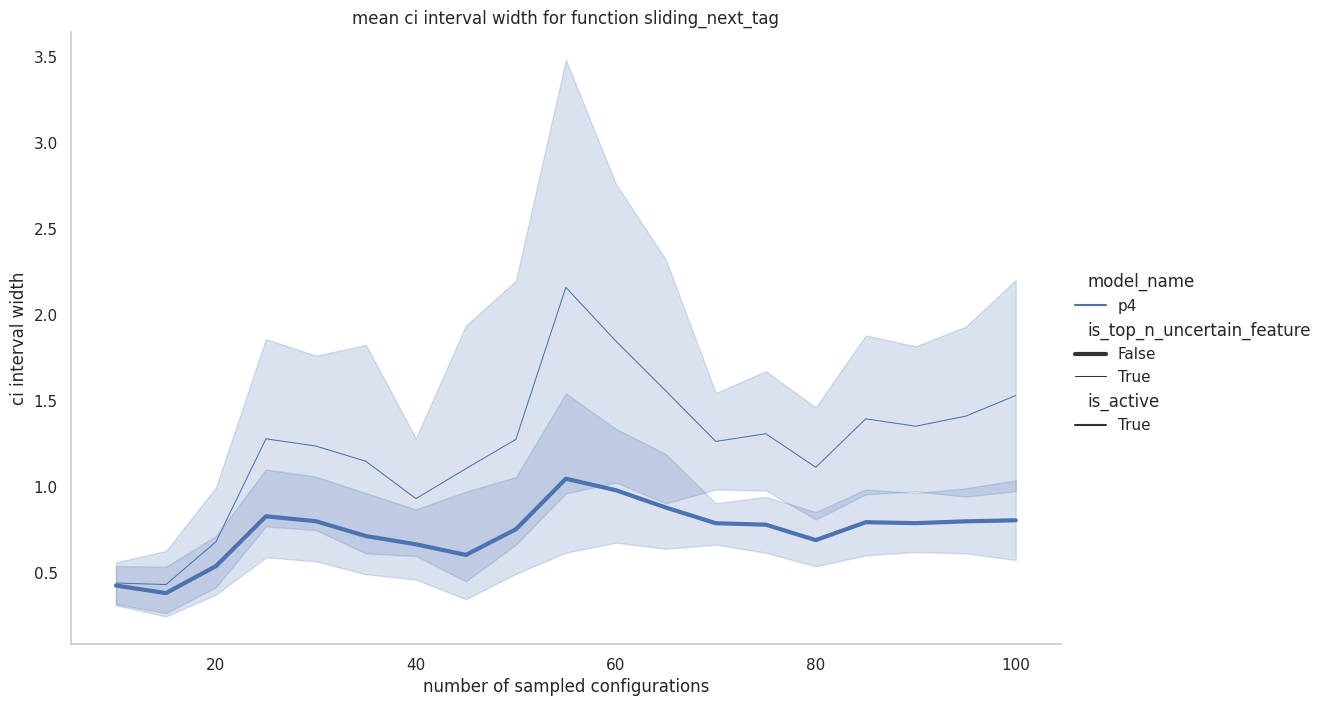 mean ci interval width for function sliding_next_tag
3.5
3.0
2.5
2.0
1.5
1.0
0.5
ci interval width
20
40
60
80
100
number of sampled configurations
model_name
p4
is_top_n_uncertain_feature
False
True
is_active
True